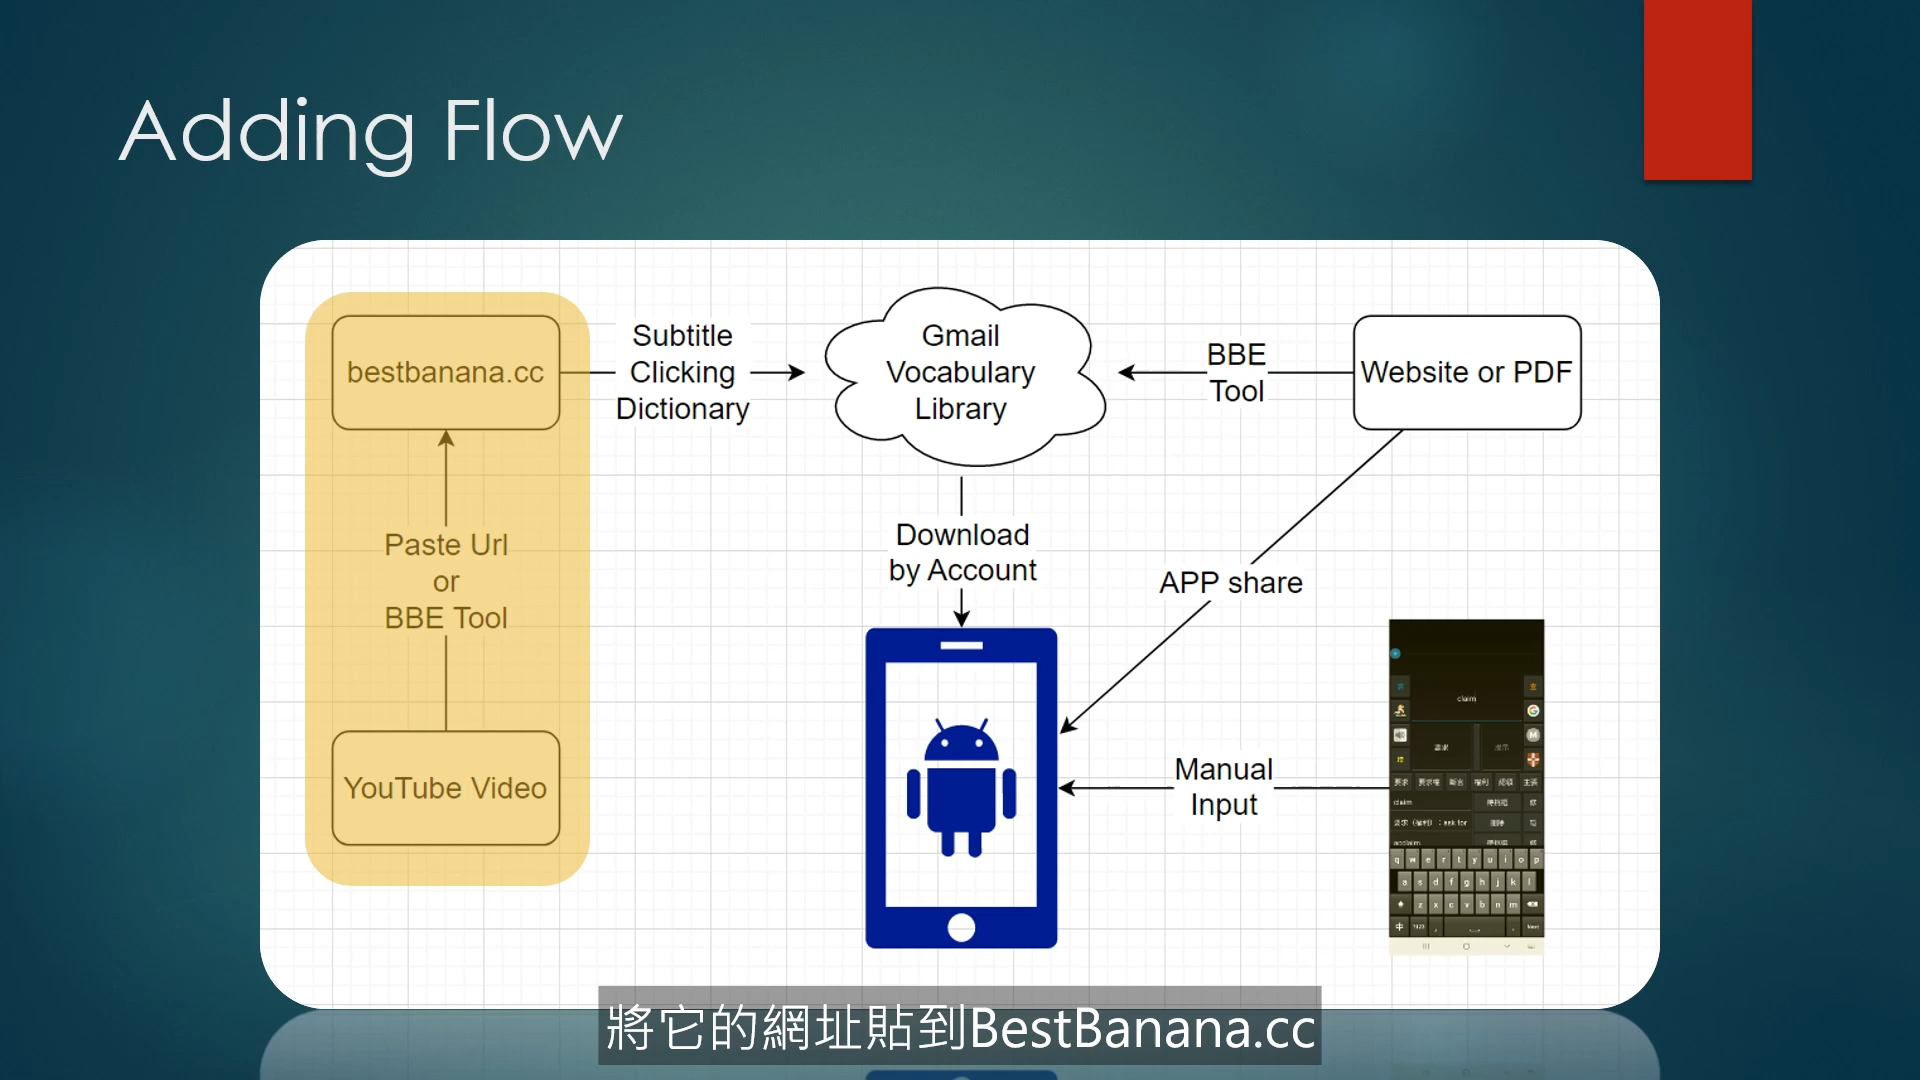 Adding Flow
bestbanana.cc
Subtitle
Clicking
Dictionary
Gmail
Vocabulary
Library
BBE
Tool
Website or PDF
Paste Url
or
BBE Tool
Download
by Account
APP share
YouTube Video
Manual
Input
claim
claim
q w e r t y u i o p
a s d f g h j k l
z x c v b n m
將它的網址貼到BestBanana.cc